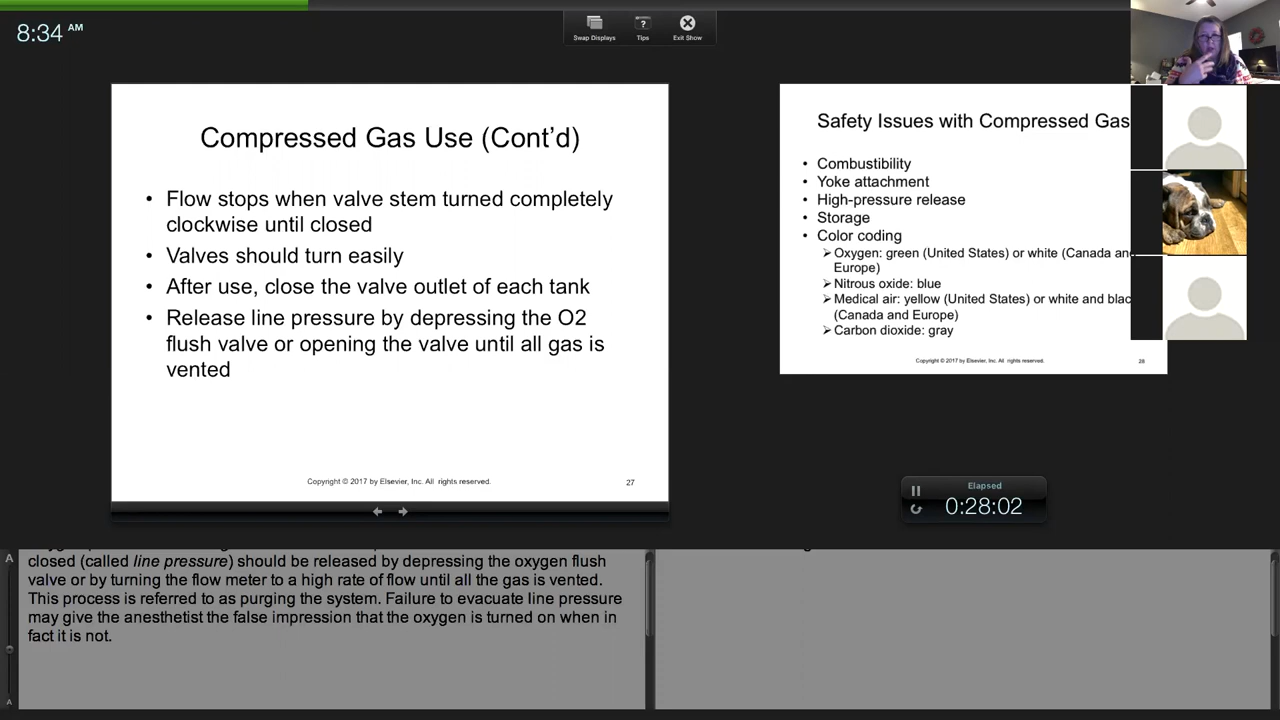 8:34 AM
Swap Displays
Tips
Exit Show
Compressed Gas Use (Cont’d)
• Flow stops when valve stem turned completely
clockwise until closed
• Valves should turn easily
• After use, close the valve outlet of each tank
• Release line pressure by depressing the O2
flush valve or opening the valve until all gas is
vented
Copyright © 2017 by Elsevier, Inc. All rights reserved.
27
Safety Issues with Compressed Gas
• Combustibility
• Yoke attachment
• High-pressure release
• Storage
• Color coding
➢ Oxygen: green (United States) or white (Canada and
Europe)
➢ Nitrous oxide: blue
➢ Medical air: yellow (United States) or white and blac
(Canada and Europe)
➢ Carbon dioxide: gray
Copyright © 2017 by Elsevier, Inc. All rights reserved.
28
Elapsed
0:28:02
A
closed (called line pressure) should be released by depressing the oxygen flush
valve or by turning the flow meter to a high rate of flow until all the gas is vented.
This process is referred to as purging the system. Failure to evacuate line pressure
may give the anesthetist the false impression that the oxygen is turned on when in
fact it is not.
A